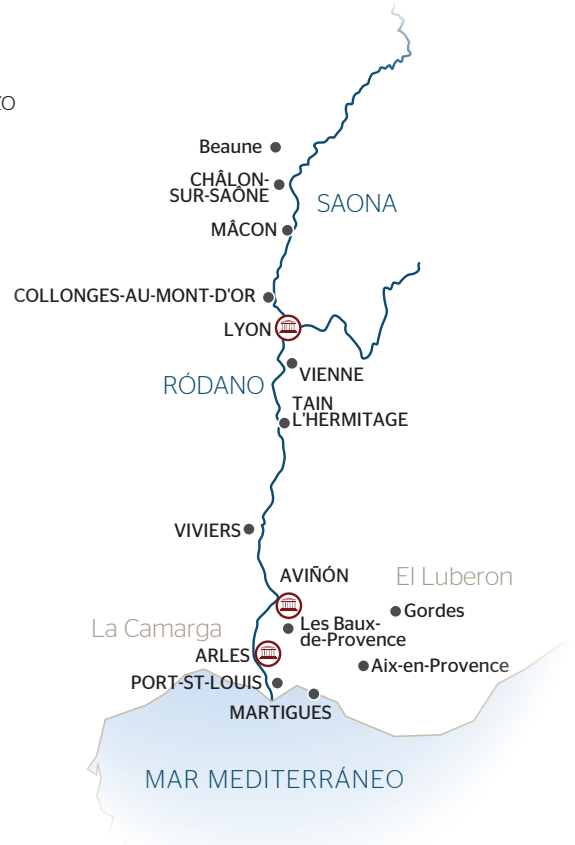 Beaune
CHÂLON-
SUR-SAÔNE
SAONA
MÂCON
COLLONGES-AU-MONT-D'OR
LYON
VIENNE
RÓDANO
TAIN
L'HERMITAGE
VIVIERS
AVIÑÓN
El Luberon
Gordes
La Camarga
Les Baux-
de-Provence
ARLES
Aix-en-Provence
PORT-ST-LOUIS
MARTIGUES
MAR MEDITERRÁNEO